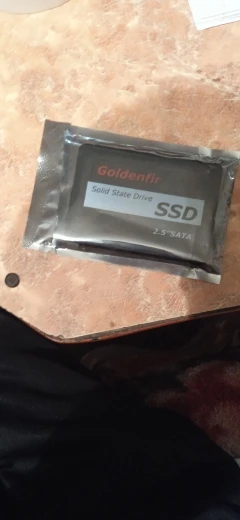 Goldenfir
Solid State Drive
SSD
2.5"SATA